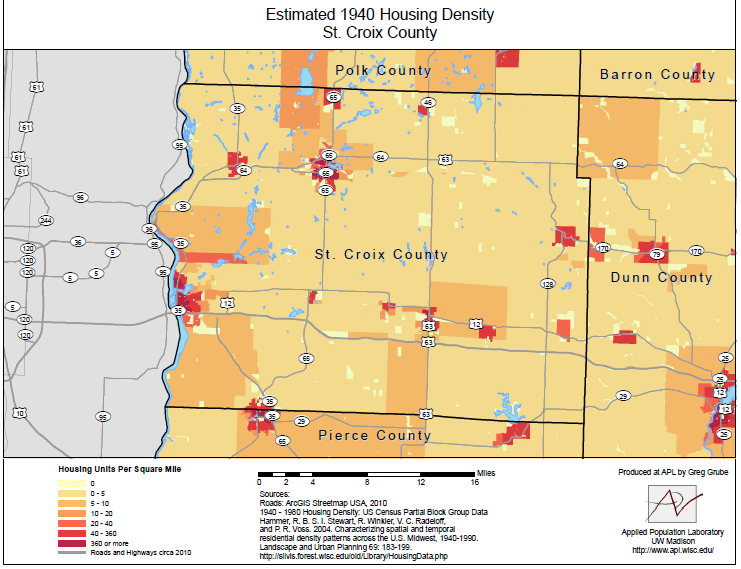 Estimated 1940 Housing Density
St. Croix County
Polk County
Barron County
61
65
46
35
61
95
61
61
64
65
64
63
64
65
65
96
35
244
36
36
95
35
120
120
120
5
5
5
95
St. Croix County
170
79
170
Dunn County
128
12
5
35
120
120
63
12
63
65
25
26
12
12
26
29
10
95
35
35
29
65
63
Pierce County
Housing Units Per Square Mile
0
0 - 5
5 - 10
10 - 20
20 - 40
40 - 360
360 or more
Roads and Highways circa 2010
0 2 4 8 12 16 Miles
Sources:
Roads: ArcGIS Streetmap USA, 2010
1940 - 1980 Housing Density: US Census Partial Block Group Data
Hammer, R. B. S. I. Stewart, R. Winkler, V. C. Radeloff,
and P. R. Voss. 2004. Characterizing spatial and temporal
residential density patterns across the U.S. Midwest, 1940-1990.
Landscape and Urban Planning 69: 183-199.
http://silvis.forest.wisc.edu/old/Library/HousingData.php
Produced at APL by Greg Grube
Applied Population Laboratory
UW Madison
http://www.apl.wisc.edu/